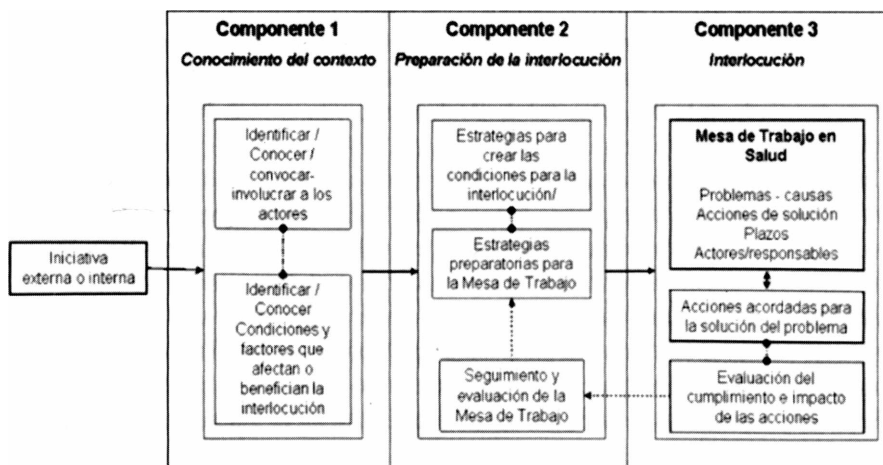 Componente 1
Conocimiento del contexto
Componente 2
Preparación de la interlocución
Componente 3
Interlocución
Iniciativa
externa o interna
Identificar /
Conocer /
convocar-
involucrar a los
actores
Identificar /
Conocer
Condiciones y
factores que
afectan o
benefician la
interlocución
Estrategias para
crear las
condiciones para la
interlocución/
Estrategias
preparatorias para
la Mesa de Trabajo
Seguimiento y
evaluación de la
Mesa de Trabajo
Mesa de Trabajo en
Salud
Problemas - causas
Acciones de solución
Plazos
Actores/responsables
Acciones acordadas para
la solución del problema
Evaluación del
cumplimiento e impacto
de las acciones